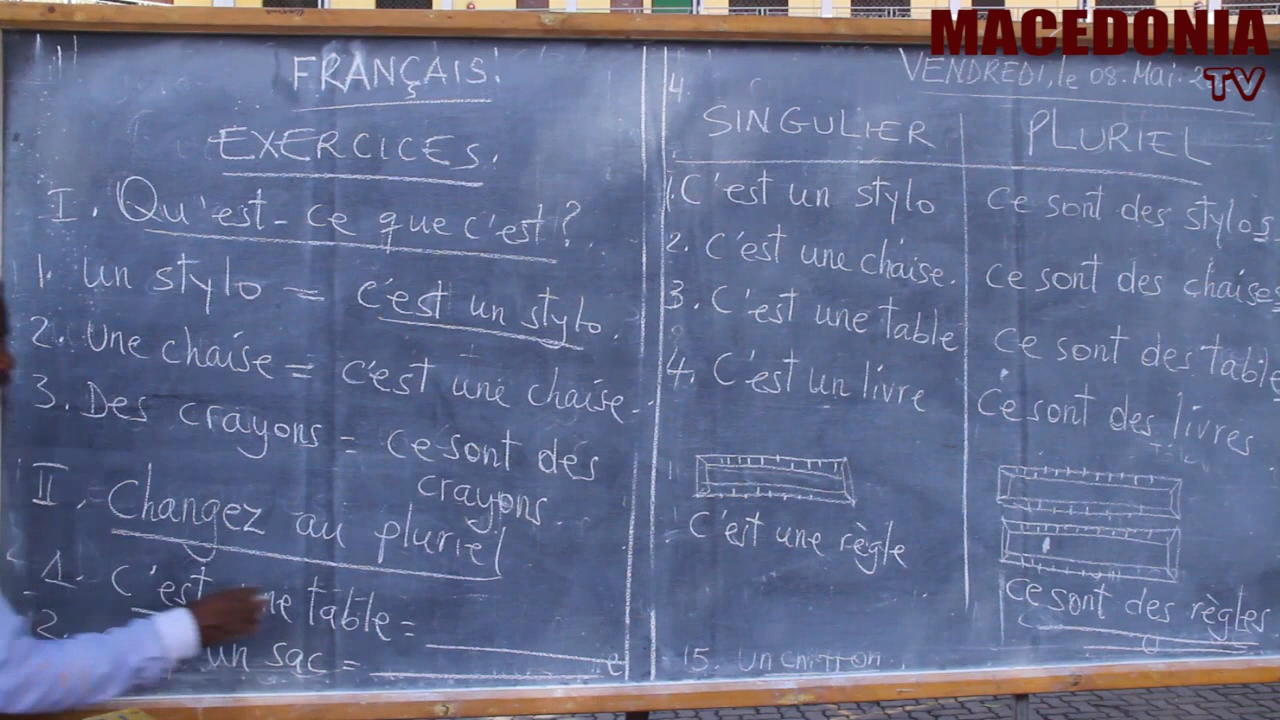 MACEDONIA
TV
FRANÇAIS.
EXERCICES.
I. Qu'est-ce que c'est?
1. Un stylo = c'est un stylo.
2. Une chaise = c'est une chaise.
3. Des crayons = ce sont des
crayons.
II. Changez au pluriel
1. C'est une table =
2. un sac =
VENDREDI, le 08. Mai.
4.
SINGULIER PLURIEL
1. C'est un stylo ce sont des stylos
2. C'est une chaise. ce sont des chaises
3. C'est une table ce sont des table
4. C'est un livre ce sont des livres
C'est une règle
ce sont des règles
15. Un